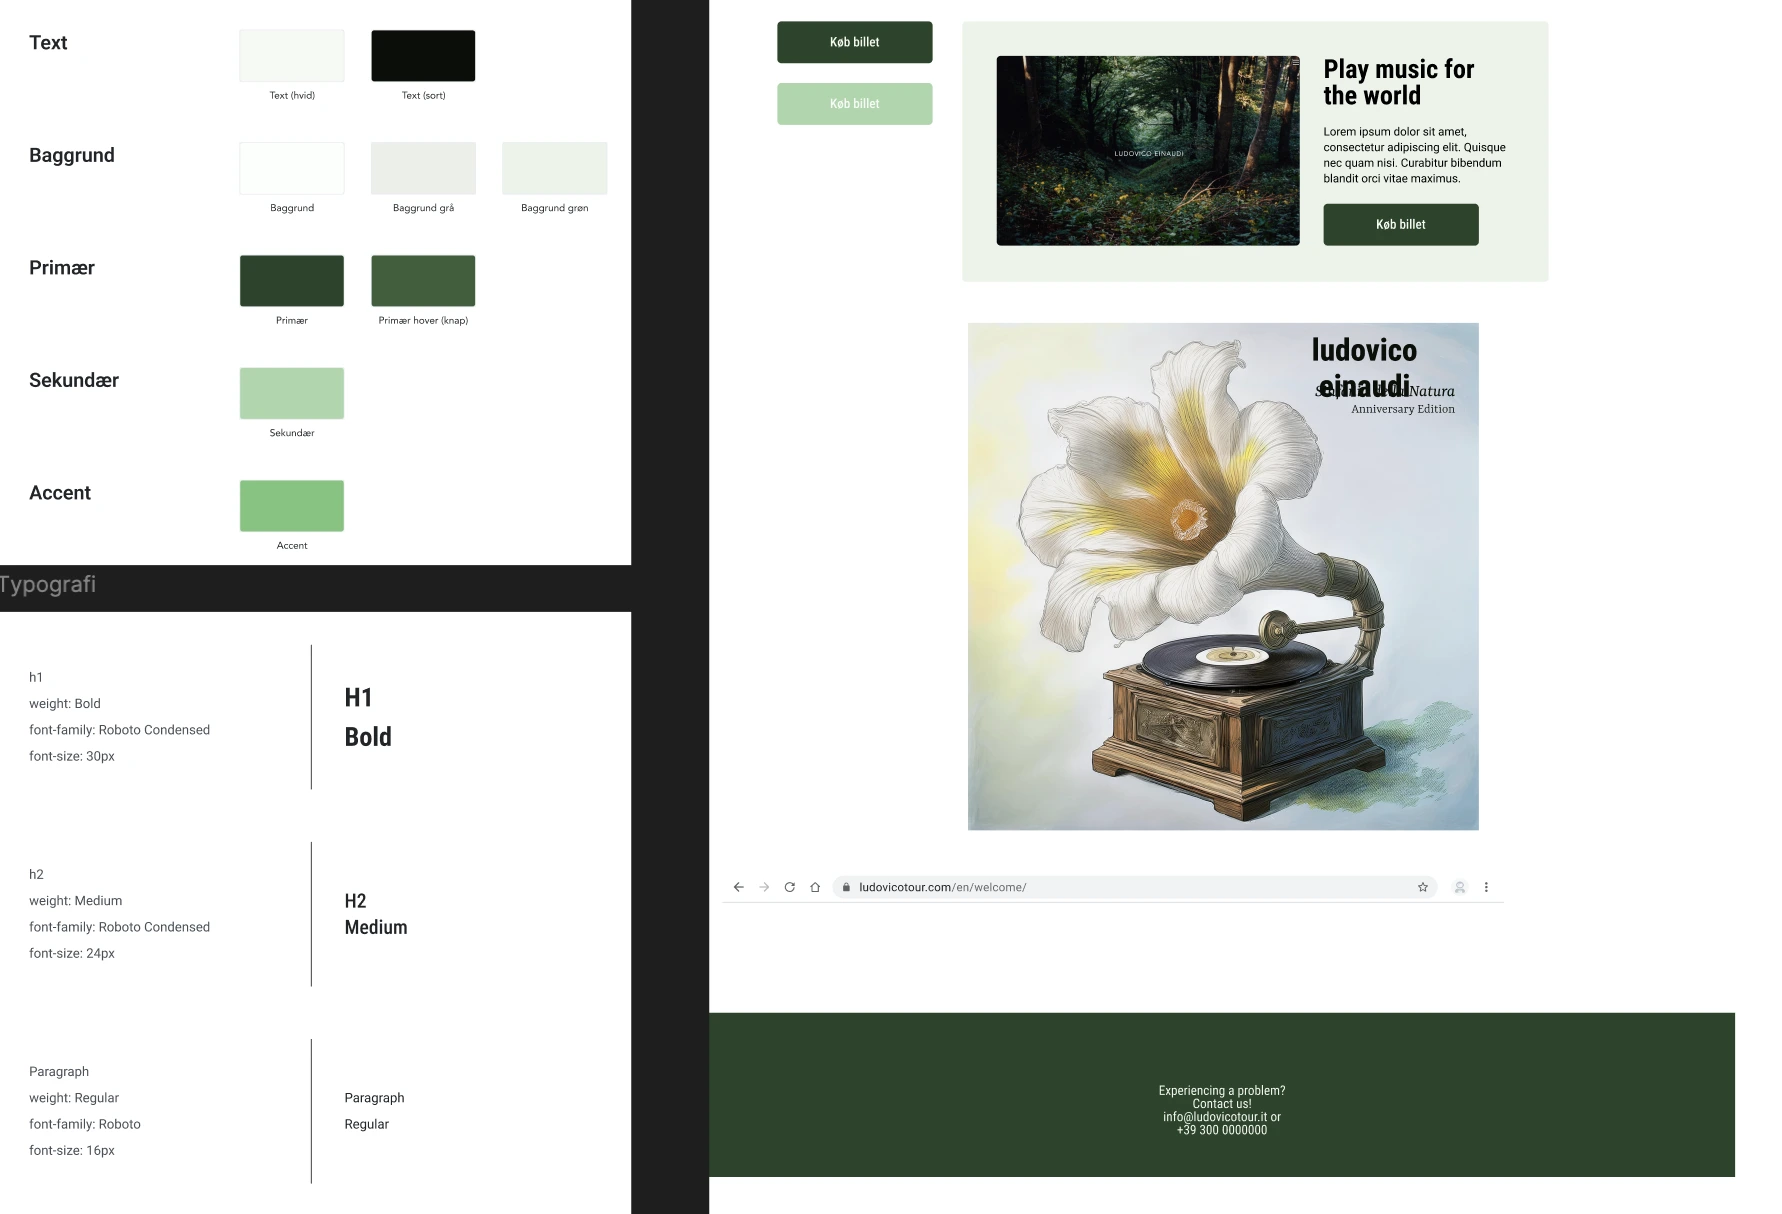 Text
Text (hvid)
Text (sort)
Baggrund
Baggrund
Baggrund grå
Baggrund grøn
Primær
Primær
Primær hover (knap)
Sekundær
Sekundær
Accent
Accent
Typografi
h1
weight: Bold
font-family: Roboto Condensed
font-size: 30px
H1
Bold
h2
weight: Medium
font-family: Roboto Condensed
font-size: 24px
H2
Medium
Paragraph
weight: Regular
font-family: Roboto
font-size: 16px
Paragraph
Regular
Køb billet
Køb billet
LUDOVICO EINAUDI
Play music for
the world
Lorem ipsum dolor sit amet,
consectetur adipiscing elit. Quisque
nec quam nisi. Curabitur bibendum
blandit orci vitae maximus.
Køb billet
ludovico
einaudi
Natura
Anniversary Edition
ludovicotour.com/en/welcome/
Experiencing a problem?
Contact us!
info@ludovicotour.it or
+39 300 0000000